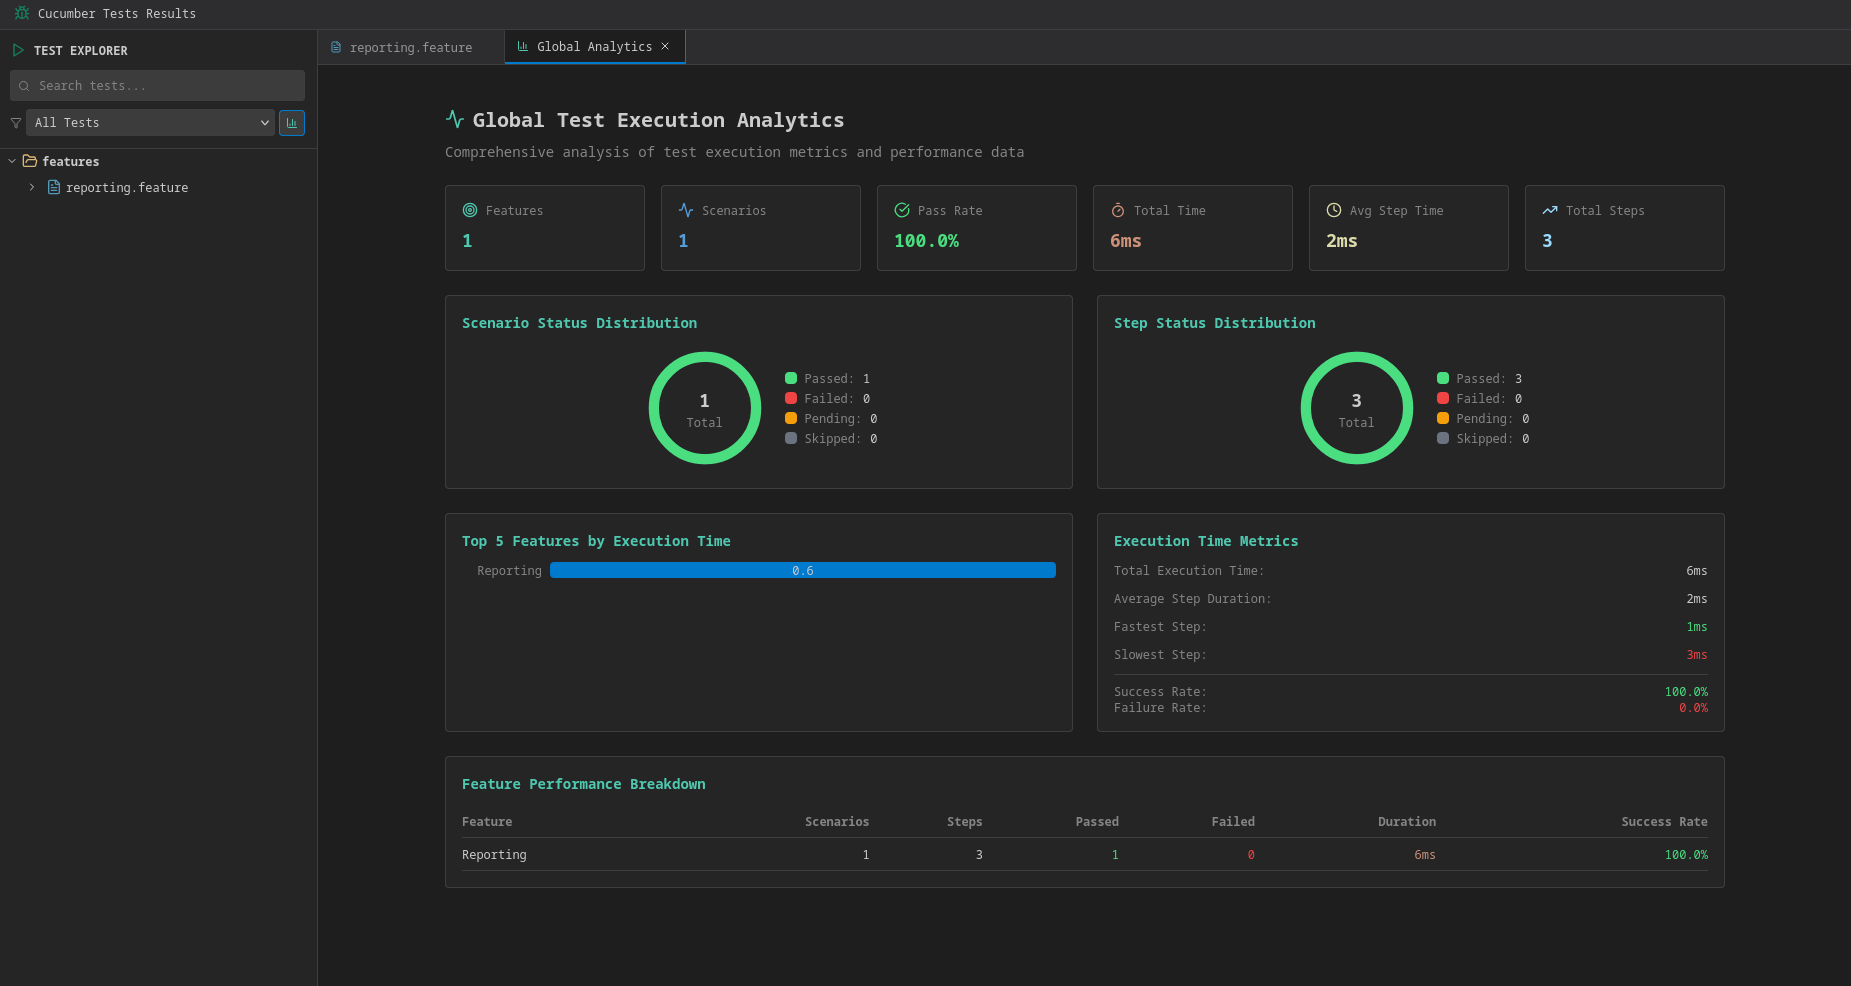 Cucumber Tests Results
TEST EXPLORER
Search tests...
All Tests
features
reporting.feature
reporting.feature
Global Analytics
Global Test Execution Analytics
Comprehensive analysis of test execution metrics and performance data
Features
1
Scenarios
1
Pass Rate
100.0%
Total Time
6ms
Avg Step Time
2ms
Total Steps
3
Scenario Status Distribution
1
Total
Passed: 1
Failed: 0
Pending: 0
Skipped: 0
Step Status Distribution
3
Total
Passed: 3
Failed: 0
Pending: 0
Skipped: 0
Top 5 Features by Execution Time
Reporting 0.6
Execution Time Metrics
Total Execution Time: 6ms
Average Step Duration: 2ms
Fastest Step: 1ms
Slowest Step: 3ms
Success Rate: 100.0%
Failure Rate: 0.0%
Feature Performance Breakdown
Feature Scenarios Steps Passed Failed Duration Success Rate
Reporting 1 3 1 0 6ms 100.0%